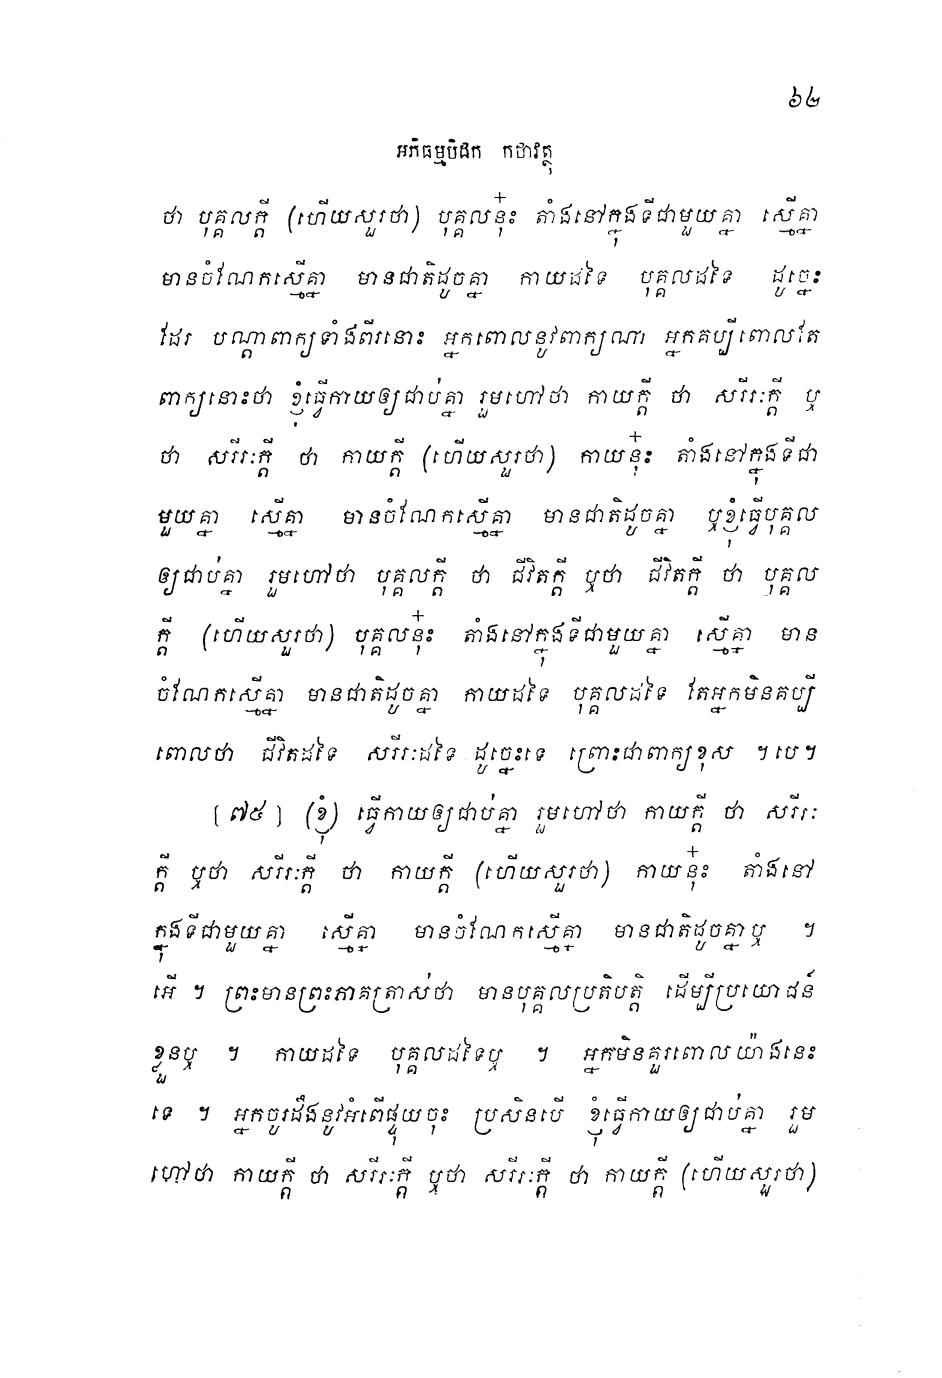 ៦២
អភិធម្មបិដក កថាវត្ថុ
ថា បុគ្គលក្តី (ហើយសួរថា) បុគ្គលនុ៎ះ តាំងនៅក្នុងទីជាមួយគ្នា ស្មើគ្នា
មានចំណែកស្មើគ្នា មានជាតិដូចគ្នា កាយដទៃ បុគ្គលដទៃ ដូច្នេះ
ដែរ បណ្តាពាក្យទាំងពីរនោះ អ្នកពោលនូវពាក្យណា អ្នកគប្បីពោលតែ
ពាក្យនោះថា ខ្ញុំធ្វើកាយឲ្យជាប់គ្នា រួមហៅថា កាយក្តី ថា សរីរៈក្តី ឬ
ថា សរីរៈក្តី ថា កាយក្តី (ហើយសួរថា) កាយនុ៎ះ តាំងនៅក្នុងទីជា
មួយគ្នា ស្មើគ្នា មានចំណែកស្មើគ្នា មានជាតិដូចគ្នា ឬខ្ញុំធ្វើបុគ្គល
ឲ្យជាប់គ្នា រួមហៅថា បុគ្គលក្តី ថា ជីវិតក្តី ឬថា ជីវិតក្តី ថា បុគ្គល
ក្តី (ហើយសួរថា) បុគ្គលនុ៎ះ តាំងនៅក្នុងទីជាមួយគ្នា ស្មើគ្នា មាន
ចំណែកស្មើគ្នា មានជាតិដូចគ្នា កាយដទៃ បុគ្គលដទៃ តែអ្នកមិនគប្បី
ពោលថា ជីវិតដទៃ សរីរៈដទៃ ដូច្នេះទេ ព្រោះជាពាក្យខុស ។បេ។
[៧៥] (ខ្ញុំ) ធ្វើកាយឲ្យជាប់គ្នា រួមហៅថា កាយក្តី ថា សរីរៈ
ក្តី ឬថា សរីរៈក្តី ថា កាយក្តី (ហើយសួរថា) កាយនុ៎ះ តាំងនៅ
ក្នុងទីជាមួយគ្នា ស្មើគ្នា មានចំណែកស្មើគ្នា មានជាតិដូចគ្នាឬ ។
អើ ។ ព្រះមានព្រះភាគត្រាស់ថា មានបុគ្គលប្រតិបត្តិ ដើម្បីប្រយោជន៍
ខ្លួនឬ ។ កាយដទៃ បុគ្គលដទៃឬ ។ អ្នកមិនគួរពោលយ៉ាងនេះ
ទេ ។ អ្នកចូរដឹងនូវអំពើផ្ទុយចុះ ប្រសិនបើ ខ្ញុំធ្វើកាយឲ្យជាប់គ្នា រួម
ហៅថា កាយក្តី ថា សរីរៈក្តី ឬថា សរីរៈក្តី ថា កាយក្តី (ហើយសួរថា)